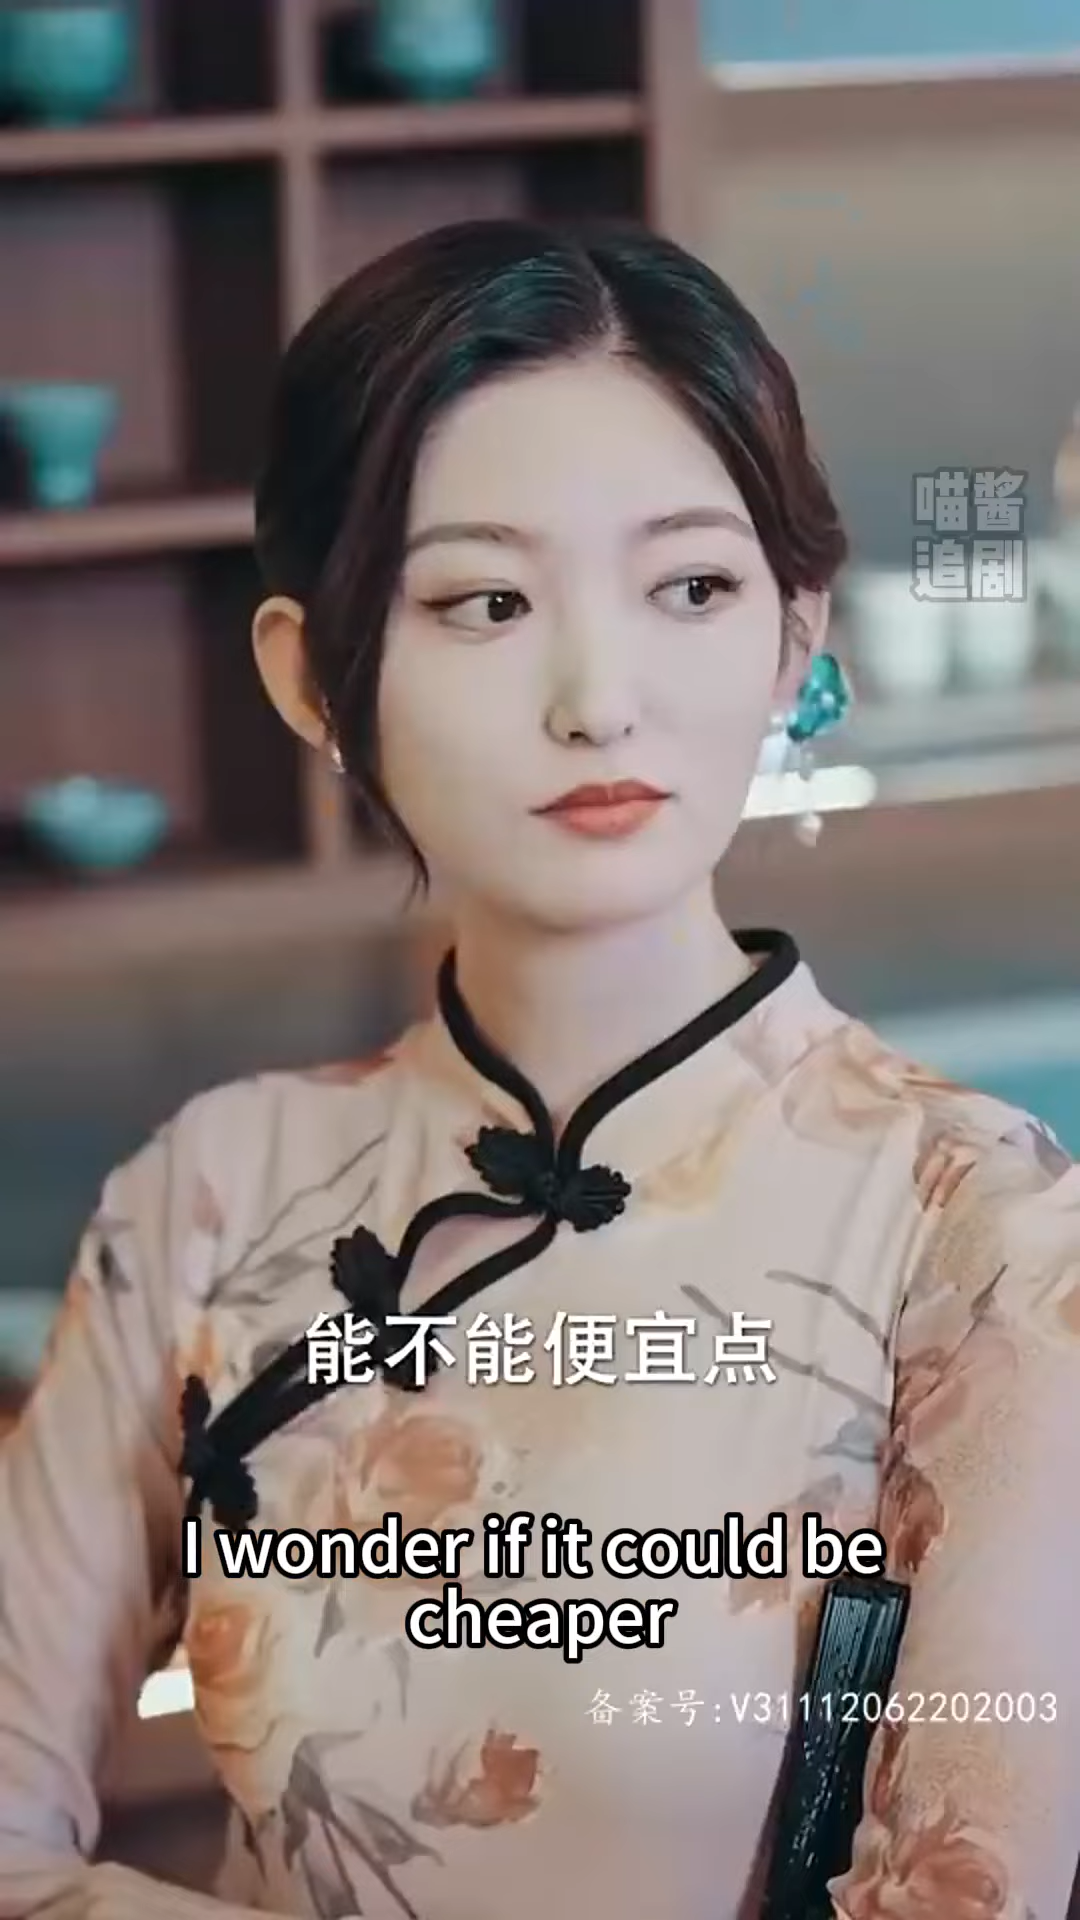 喵酱
追剧
能不能便宜点
I wonder if it could be
cheaper
备案号:V31112062202003